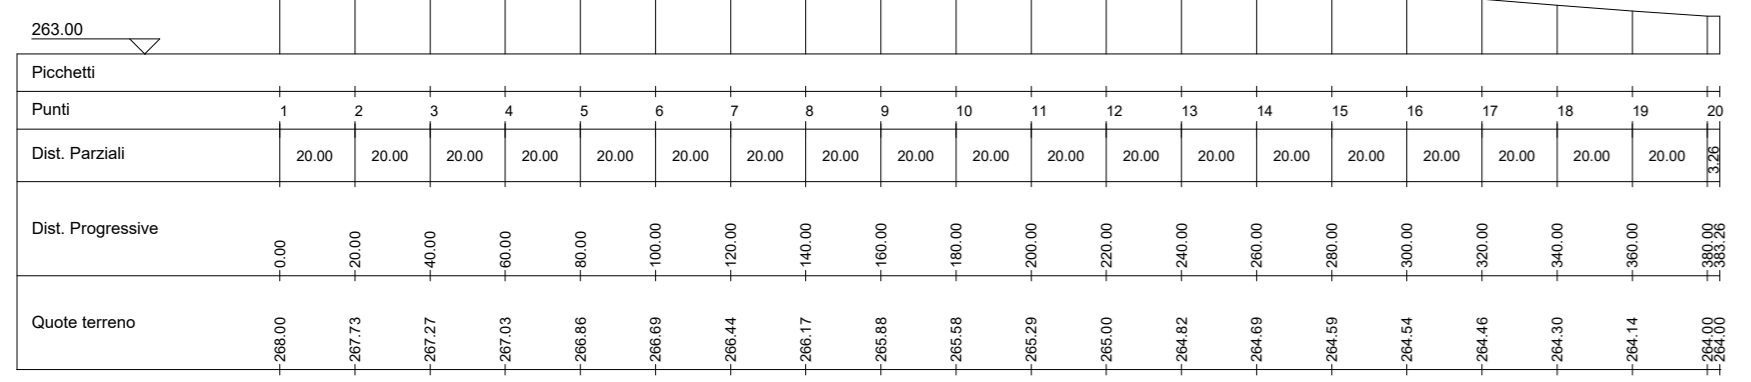 263.00
Picchetti
Punti 1 2 3 4 5 6 7 8 9 10 11 12 13 14 15 16 17 18 19 20
Dist. Parziali 20.00 20.00 20.00 20.00 20.00 20.00 20.00 20.00 20.00 20.00 20.00 20.00 20.00 20.00 20.00 20.00 20.00 20.00 20.00 3.26
Dist. Progressive 0.00 20.00 40.00 60.00 80.00 100.00 120.00 140.00 160.00 180.00 200.00 220.00 240.00 260.00 280.00 300.00 320.00 340.00 360.00 380.00 383.26
Quote terreno 268.00 267.73 267.27 267.03 266.86 266.69 266.44 266.17 265.88 265.58 265.29 265.00 264.82 264.69 264.59 264.54 264.46 264.30 264.14 264.00 264.00